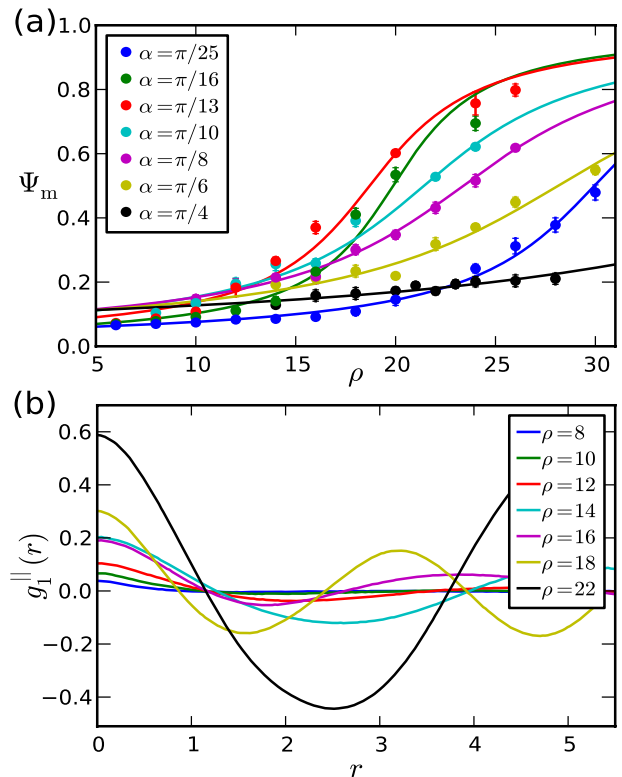 (a)
1.0
0.8
0.6
0.4
0.2
0.0
Ψ_m
α=π/25
α=π/16
α=π/13
α=π/10
α=π/8
α=π/6
α=π/4
5 10 15 20 25 30
ρ
(b)
0.6
0.4
0.2
0.0
−0.2
−0.4
g_1^{||}(r)
ρ=8
ρ=10
ρ=12
ρ=14
ρ=16
ρ=18
ρ=22
0 1 2 3 4 5
r